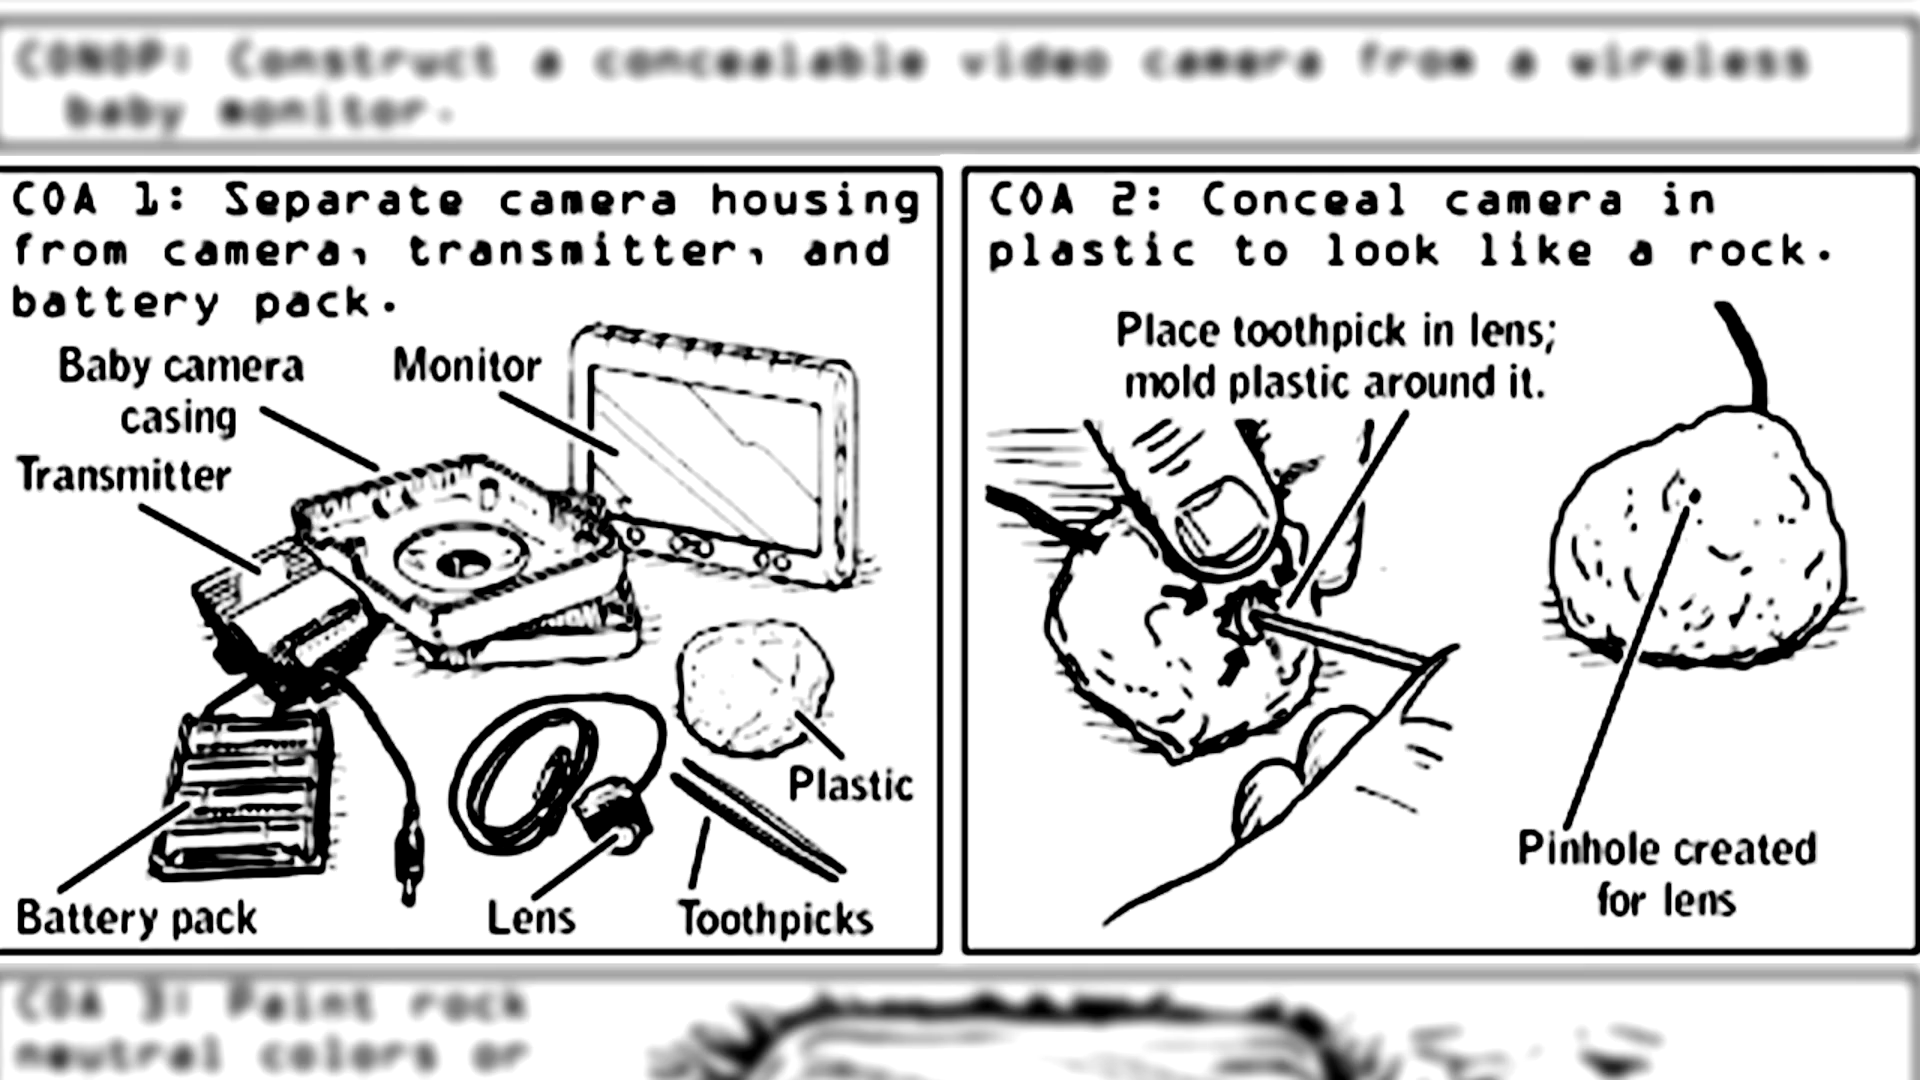 CONOP: Construct a concealable video camera from a wireless
baby monitor.
COA 1: Separate camera housing
from camera, transmitter, and
battery pack.
Baby camera
casing
Monitor
Transmitter
Plastic
Battery pack
Lens
Toothpicks
COA 2: Conceal camera in
plastic to look like a rock.
Place toothpick in lens;
mold plastic around it.
Pinhole created
for lens
COA 3: Paint rock
neutral colors or